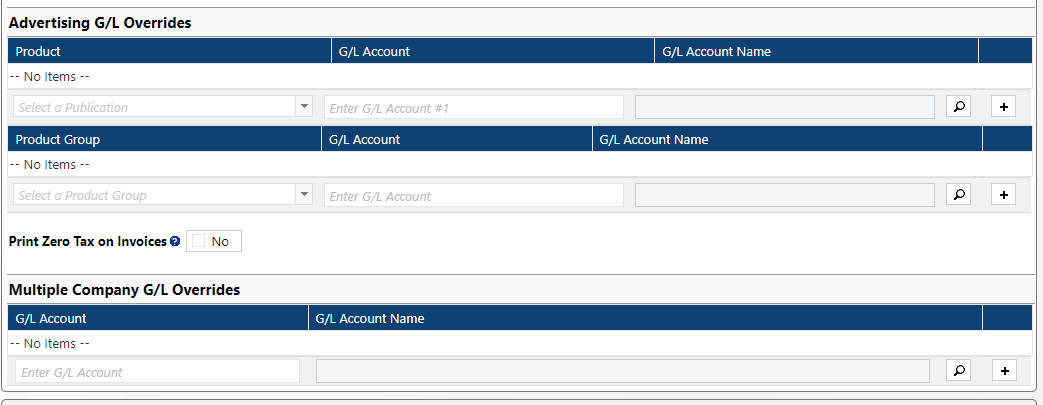 Advertising G/L Overrides
Product G/L Account G/L Account Name
-- No Items --
Select a Publication Enter G/L Account #1
Product Group G/L Account G/L Account Name
-- No Items --
Select a Product Group Enter G/L Account
Print Zero Tax on Invoices ? No
Multiple Company G/L Overrides
G/L Account G/L Account Name
-- No Items --
Enter G/L Account